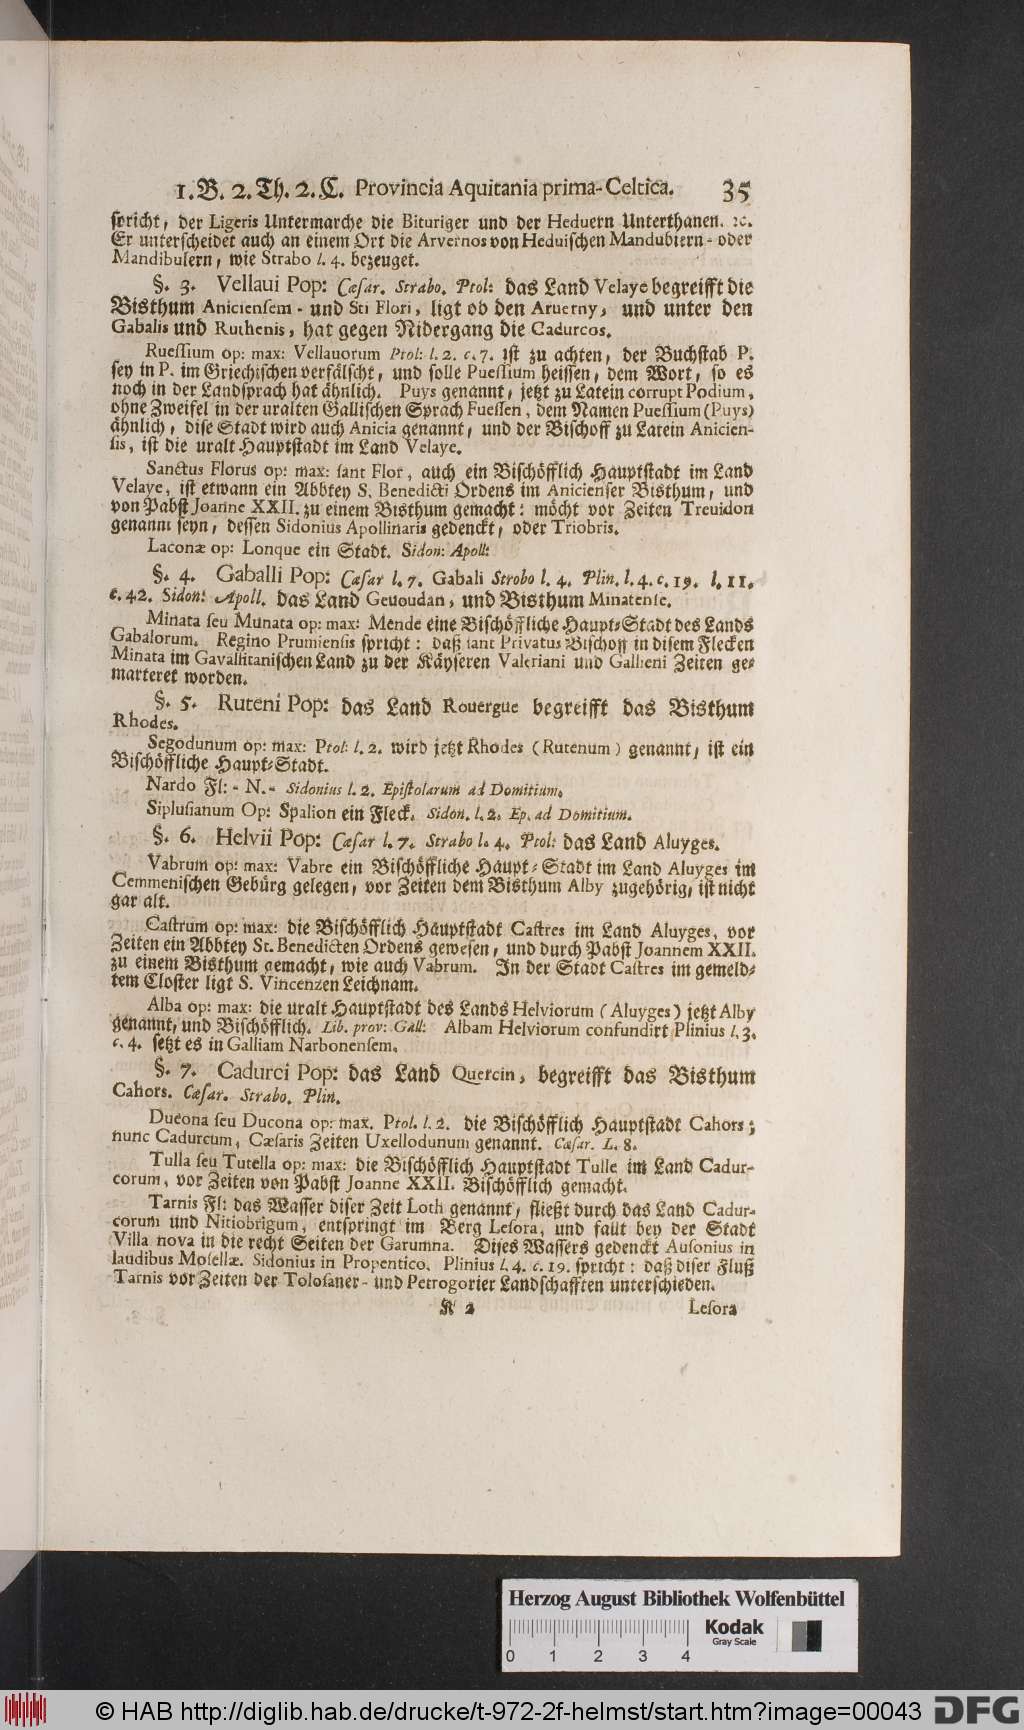 1. B. 2. Th. 2. C. Provincia Aquitania prima-Celtica. 35
spricht, der Ligeris Untermarche die Bituriger und der Heduern Unterthanen. ꝛc.
Er unterscheidet auch an einem Ort die Arvernos von Heduischen Mandubiern- oder
Mandibulern, wie Strabo l. 4. bezeuget.
§. 3. Vellaui Pop: Cæsar. Strabo. Ptol: das Land Velaye begreifft die
Bisthum Aniciensem- und Sti Flori, ligt ob den Aruerny, und unter den
Gabalis und Ruthenis, hat gegen Nidergang die Cadurcos.
Ruessium op: max: Vellauorum Ptol: l. 2. c. 7. ist zu achten, der Buchstab P.
sey in P. im Griechischen verfälscht, und solle Puessium heissen, dem Wort, so es
noch in der Landsprach hat ähnlich. Puys genannt, jetzt zu Latein corrupt Podium,
ohne Zweifel in der uralten Gallischen Sprach Fuessen, dem Namen Puessium (Puys)
ähnlich, dise Stadt wird auch Anicia genannt, und der Bischoff zu Latein Anicien-
sis, ist die uralt Hauptstadt im Land Velaye.
Sanctus Florus op: max: sant Flor, auch ein Bischöfflich Hauptstadt im Land
Velaye, ist etwann ein Abbtey S. Benedicti Ordens im Anicienser Bisthum, und
von Pabst Joanne XXII. zu einem Bisthum gemacht: möcht vor Zeiten Treuidon
genannt seyn, dessen Sidonius Apollinaris gedenckt, oder Triobris.
Laconæ op: Lonque ein Stadt. Sidon: Apoll:
§. 4. Gaballi Pop: Cæsar l. 7. Gabali Strobo l. 4. Plin. l. 4. c. 19. l. 11.
c. 42. Sidon: Apoll. das Land Gevoudan, und Bisthum Minatense.
Minata seu Munata op: max: Mende eine Bischöffliche Haupt-Stadt des Lands
Gabalorum. Regino Prumiensis spricht: daß sant Privatus Bischoff in disem Flecken
Minata im Gavallitanischen Land zu der Käyseren Valeriani und Gallieni Zeiten ge-
marteret worden.
§. 5. Ruteni Pop: das Land Rouergue begreifft das Bisthum
Rhodes.
Segodunum op: max: Ptol: l. 2. wird jetzt Rhodes (Rutenum) genannt, ist ein
Bischöffliche Haupt-Stadt.
Nardo Fl: - N. - Sidonius l. 2. Epistolarum ad Domitium.
Siplusianum Op: Spalion ein Fleck. Sidon. l. 2. Ep. ad Domitium.
§. 6. Helvii Pop: Cæsar l. 7. Strabo l. 4. Ptol: das Land Aluyges.
Vabrum op: max: Vabre ein Bischöffliche Haupt-Stadt im Land Aluyges im
Cemmenischen Gebürg gelegen, vor Zeiten dem Bisthum Alby zugehörig, ist nicht
gar alt.
Castrum op: max: die Bischöfflich Hauptstadt Castres im Land Aluyges, vor
Zeiten ein Abbtey St. Benedicten Ordens gewesen, und durch Pabst Joannem XXII.
zu einem Bisthum gemacht, wie auch Vabrum. In der Stadt Castres im gemeld-
tem Closter ligt S. Vincenzen Leichnam.
Alba op: max: die uralt Hauptstadt des Lands Helviorum (Aluyges) jetzt Alby
genannt, und Bischöfflich. Lib. prov: Gall: Albam Helviorum confundirt Plinius l. 3.
c. 4. setzt es in Galliam Narbonensem.
§. 7. Cadurci Pop: das Land Quercin, begreifft das Bisthum
Cahors. Cæsar. Strabo. Plin.
Dueona seu Ducona op: max. Ptol. l. 2. die Bischöfflich Hauptstadt Cahors;
nunc Cadurcum, Cæsaris Zeiten Uxellodunum genannt. Cæsar. L. 8.
Tulla seu Tutella op: max: die Bischöfflich Hauptstadt Tulle im Land Cadur-
corum, vor Zeiten von Pabst Joanne XXII. Bischöfflich gemacht.
Tarnis Fl: das Wasser diser Zeit Loth genannt, fließt durch das Land Cadur-
corum und Nitiobrigum, entspringt im Berg Lesora, und fallt bey der Stadt
Villa nova in die recht Seiten der Garumna. Dises Wassers gedenckt Ausonius in
laudibus Mosellæ. Sidonius in Propentico. Plinius l. 4. c. 19. spricht: daß diser Fluß
Tarnis vor Zeiten der Tolosaner- und Petrogorier Landschafften unterschieden.
K 2 Lesora
Herzog August Bibliothek Wolfenbüttel
Kodak
Gray Scale
0 1 2 3 4
© HAB http://diglib.hab.de/drucke/t-972-2f-helmst/start.htm?image=00043 DFG